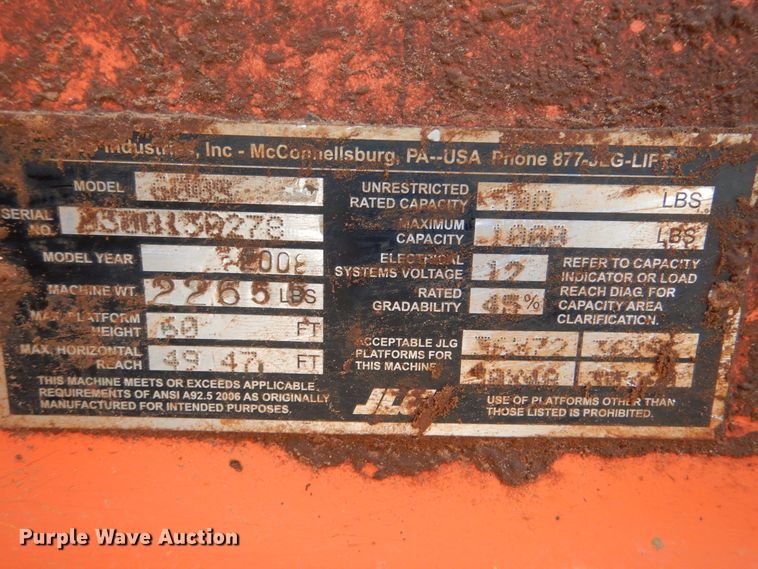 Industries, Inc - McConnellsburg, PA--USA Phone 877-JLG-LIFT
MODEL
SERIAL NO.
MODEL YEAR
MACHINE WT. LBS
MAX. PLATFORM HEIGHT 60 FT
MAX. HORIZONTAL REACH 49 47 FT
THIS MACHINE MEETS OR EXCEEDS APPLICABLE
REQUIREMENTS OF ANSI A92.5 2006 AS ORIGINALLY
MANUFACTURED FOR INTENDED PURPOSES.
UNRESTRICTED
RATED CAPACITY LBS
MAXIMUM
CAPACITY 1000 LBS
ELECTRICAL
SYSTEMS VOLTAGE 12
RATED
GRADABILITY 45%
REFER TO CAPACITY
INDICATOR OR LOAD
REACH DIAG. FOR
CAPACITY AREA
CLARIFICATION.
ACCEPTABLE JLG
PLATFORMS FOR
THIS MACHINE
JLG
USE OF PLATFORMS OTHER THAN
THOSE LISTED IS PROHIBITED.
Purple Wave Auction